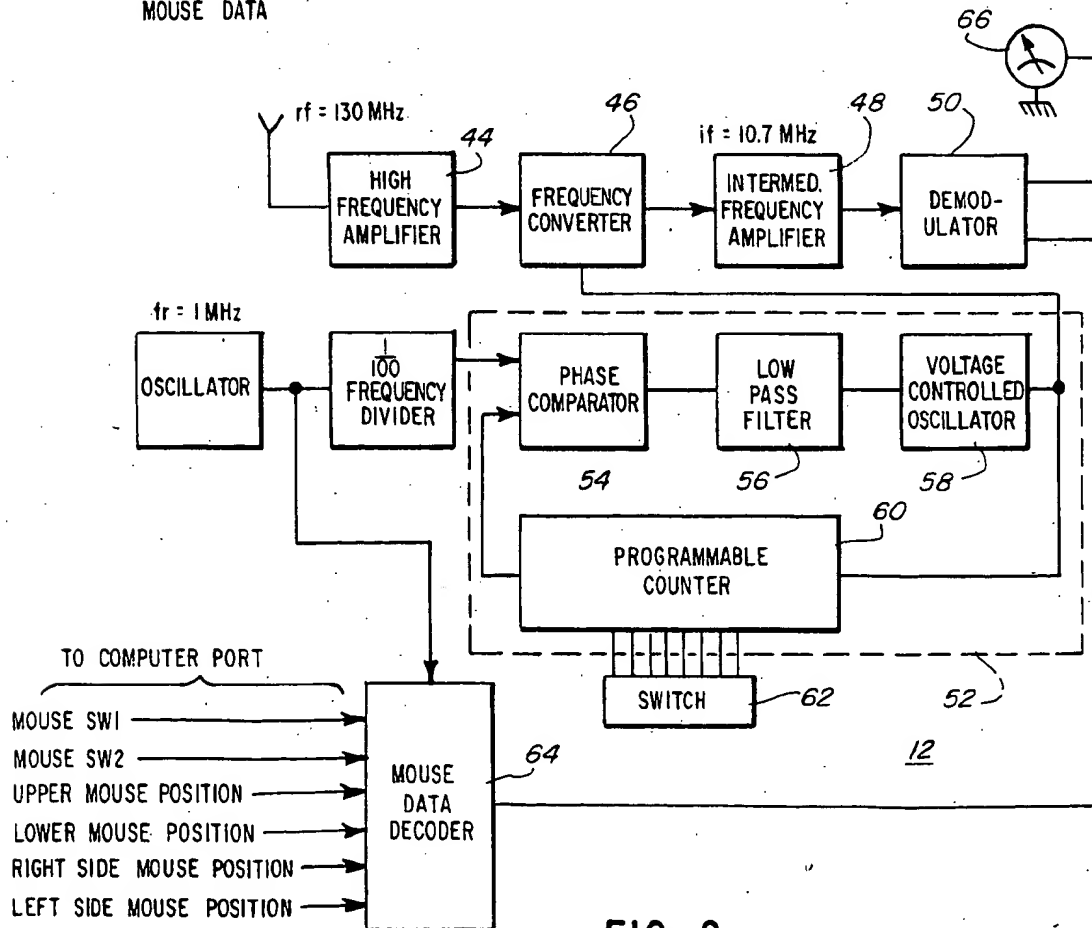 MOUSE DATA
66
rf = 130 MHz
44
46
if = 10.7 MHz
48
50
HIGH
FREQUENCY
AMPLIFIER
FREQUENCY
CONVERTER
INTERMED.
FREQUENCY
AMPLIFIER
DEMOD-
ULATOR
fr = 1 MHz
OSCILLATOR
1
100
FREQUENCY
DIVIDER
PHASE
COMPARATOR
LOW
PASS
FILTER
VOLTAGE
CONTROLLED
OSCILLATOR
54
56
58
60
PROGRAMMABLE
COUNTER
TO COMPUTER PORT
SWITCH
62
52
MOUSE SW1
MOUSE SW2
UPPER MOUSE POSITION
LOWER MOUSE POSITION
RIGHT SIDE MOUSE POSITION
LEFT SIDE MOUSE POSITION
MOUSE
DATA
DECODER
64
12